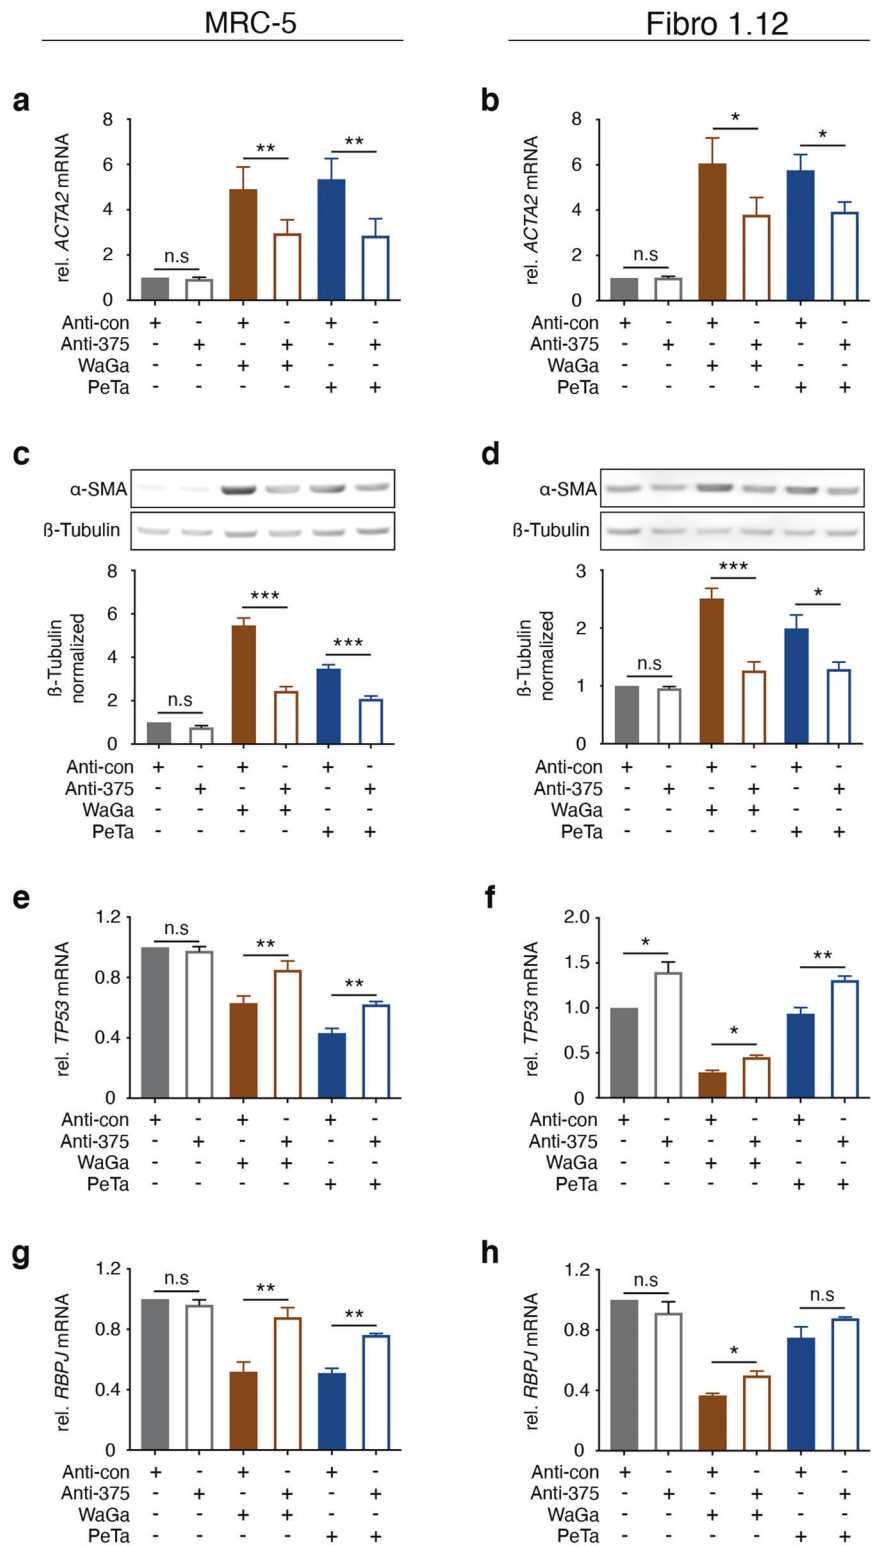 MRC-5
Fibro 1.12
a
8
6
4
2
0
rel. ACTA2 mRNA
n.s
**
**
Anti-con + - + - + -
Anti-375 - + - + - +
WaGa - - + + - -
PeTa - - - - + +
b
8
6
4
2
0
rel. ACTA2 mRNA
n.s
*
*
Anti-con + - + - + -
Anti-375 - + - + - +
WaGa - - + + - -
PeTa - - - - + +
c
α-SMA
ß-Tubulin
8
6
4
2
0
ß-Tubulin
normalized
n.s
***
***
Anti-con + - + - + -
Anti-375 - + - + - +
WaGa - - + + - -
PeTa - - - - + +
d
α-SMA
ß-Tubulin
3
2
1
0
ß-Tubulin
normalized
n.s
***
*
Anti-con + - + - + -
Anti-375 - + - + - +
WaGa - - + + - -
PeTa - - - - + +
e
1.2
0.8
0.4
0
rel. TP53 mRNA
n.s
**
**
Anti-con + - + - + -
Anti-375 - + - + - +
WaGa - - + + - -
PeTa - - - - + +
f
2.0
1.5
1.0
0.5
0
rel. TP53 mRNA
*
*
**
Anti-con + - + - + -
Anti-375 - + - + - +
WaGa - - + + - -
PeTa - - - - + +
g
1.2
0.8
0.4
0
rel. RBPJ mRNA
n.s
**
**
Anti-con + - + - + -
Anti-375 - + - + - +
WaGa - - + + - -
PeTa - - - - + +
h
1.2
0.8
0.4
0
rel. RBPJ mRNA
n.s
*
n.s
Anti-con + - + - + -
Anti-375 - + - + - +
WaGa - - + + - -
PeTa - - - - + +